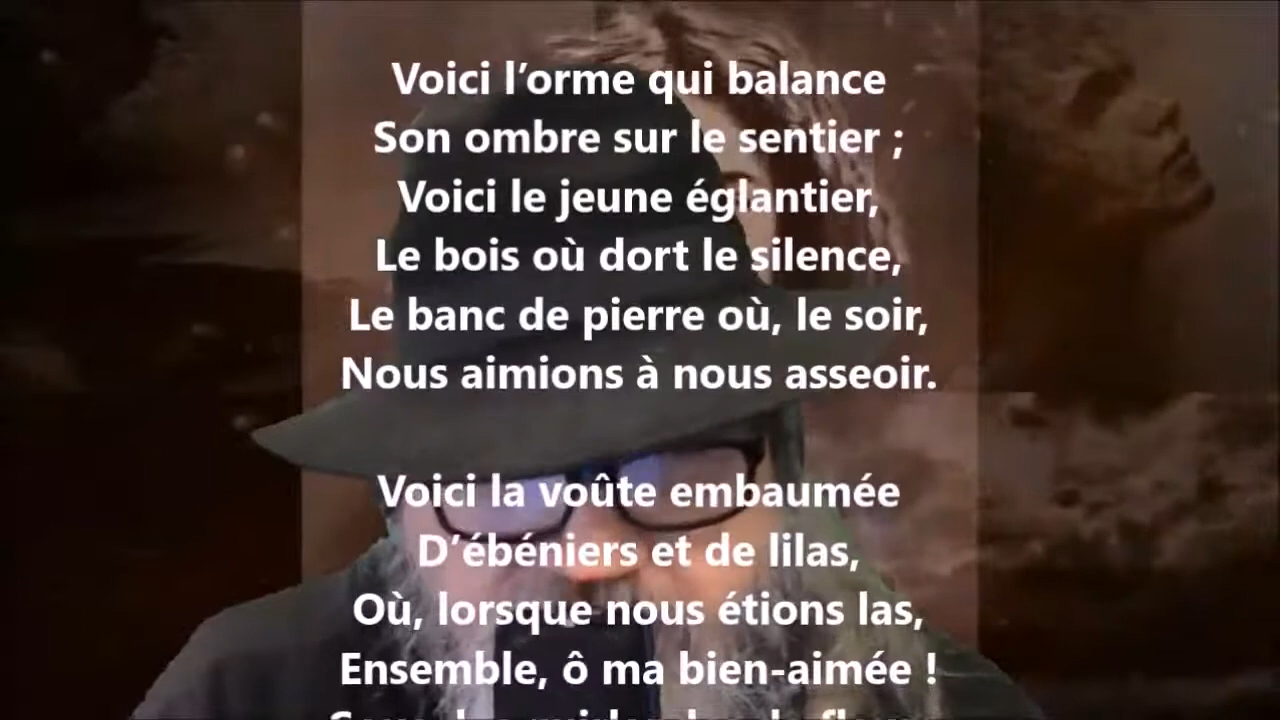 Voici l’orme qui balance
Son ombre sur le sentier ;
Voici le jeune églantier,
Le bois où dort le silence,
Le banc de pierre où, le soir,
Nous aimions à nous asseoir.
Voici la voûte embaumée
D’ébéniers et de lilas,
Où, lorsque nous étions las,
Ensemble, ô ma bien-aimée !